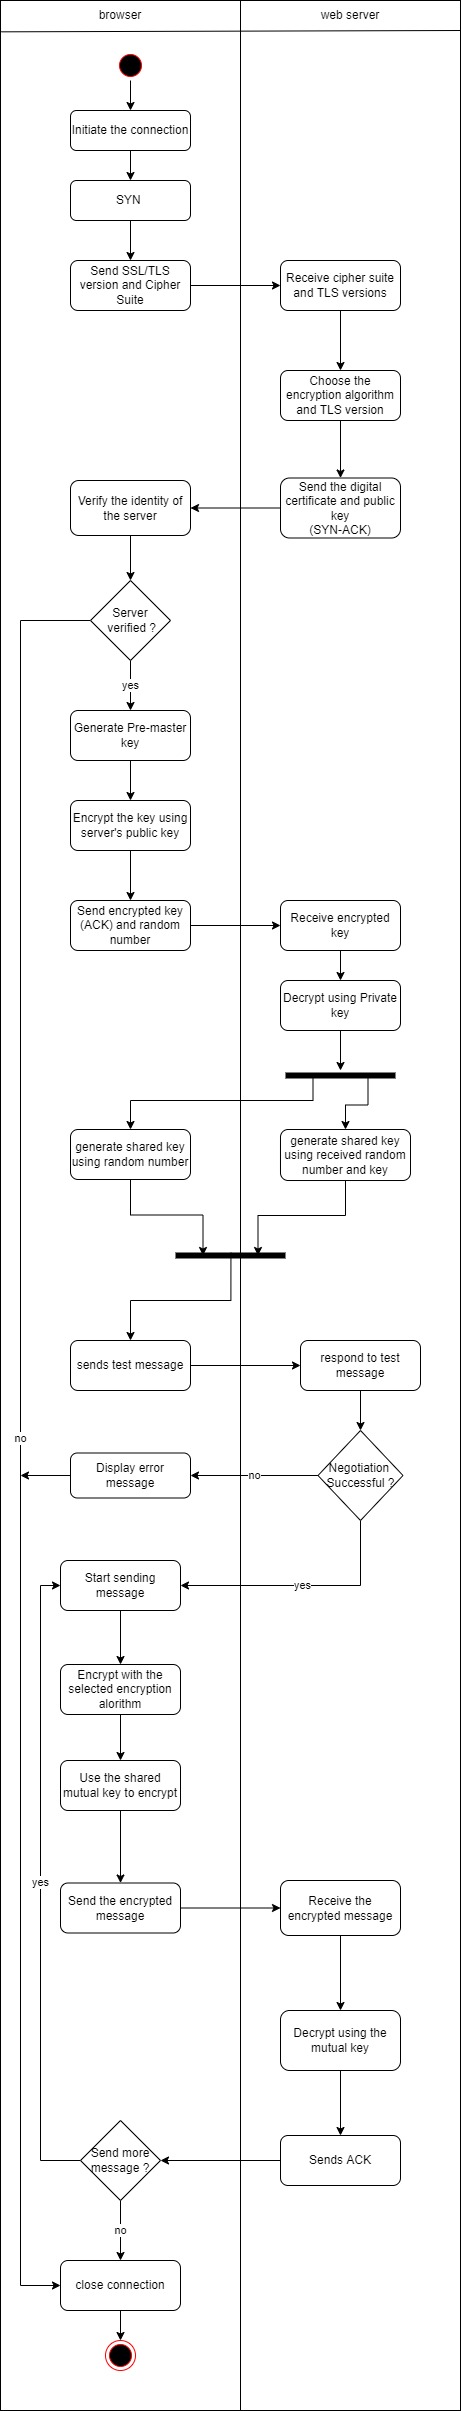 browser
web server
Initiate the connection
SYN
Send SSL/TLS
version and Cipher
Suite
Receive cipher suite
and TLS versions
Choose the
encryption algorithm
and TLS version
Send the digital
certificate and public
key
(SYN-ACK)
Verify the identity of
the server
Server
verified ?
yes
Generate Pre-master
key
Encrypt the key using
server's public key
Send encrypted key
(ACK) and random
number
Receive encrypted
key
Decrypt using Private
key
generate shared key
using random number
generate shared key
using received random
number and key
sends test message
respond to test
message
no
Negotiation
Successful ?
no
Display error
message
yes
Start sending
message
Encrypt with the
selected encryption
alorithm
Use the shared
mutual key to encrypt
yes
Send the encrypted
message
Receive the
encrypted message
Decrypt using the
mutual key
Sends ACK
Send more
message ?
no
close connection